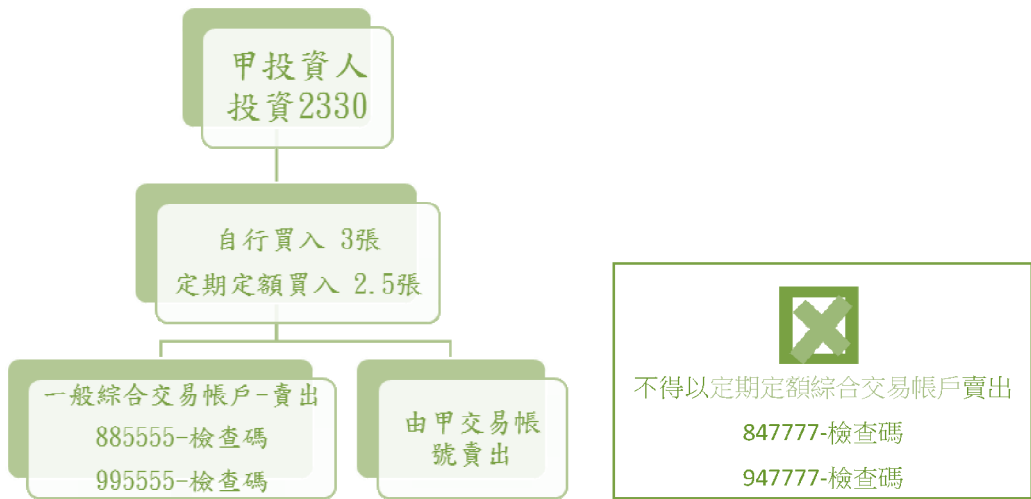 甲投資人
投資2330
自行買入 3張
定期定額買入 2.5張
一般綜合交易帳戶-賣出
885555-檢查碼
995555-檢查碼
由甲交易帳
號賣出
不得以定期定額綜合交易帳戶賣出
847777-檢查碼
947777-檢查碼